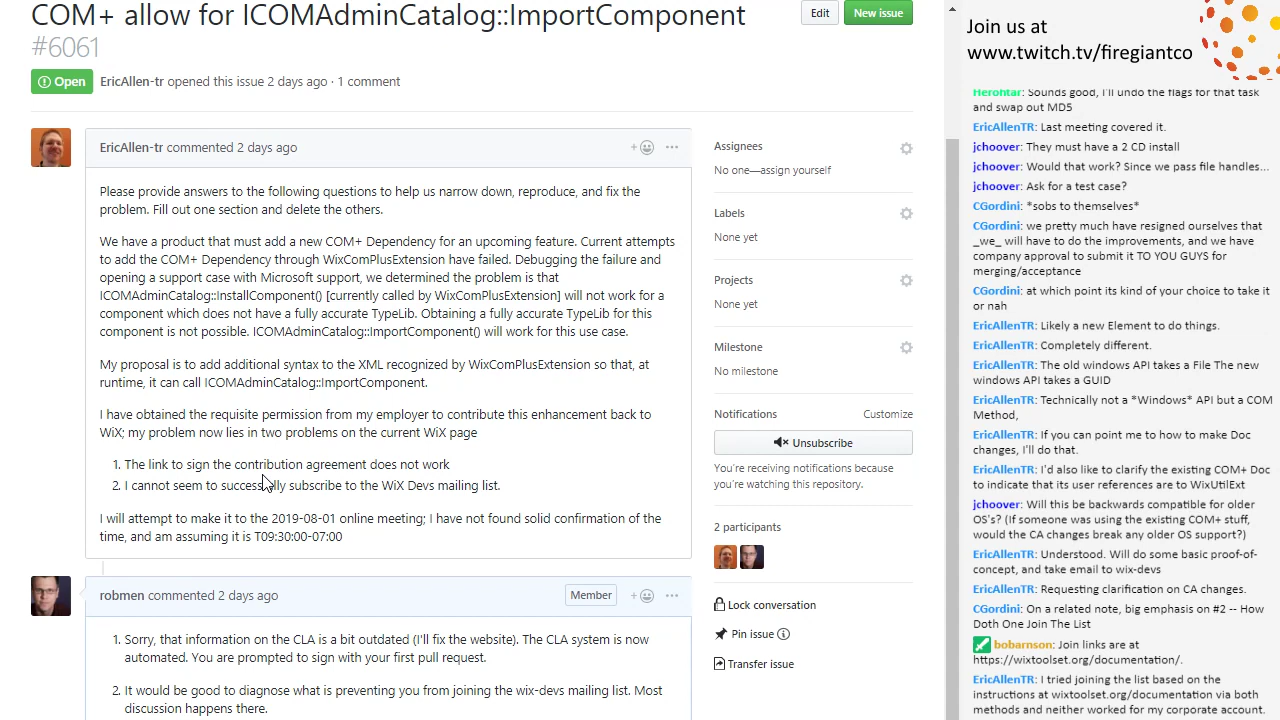 COM+ allow for ICOMAdminCatalog::ImportComponent
#6061
Edit
New issue
Open
EricAllen-tr opened this issue 2 days ago · 1 comment
EricAllen-tr commented 2 days ago
Please provide answers to the following questions to help us narrow down, reproduce, and fix the
problem. Fill out one section and delete the others.
We have a product that must add a new COM+ Dependency for an upcoming feature. Current attempts
to add the COM+ Dependency through WixComPlusExtension have failed. Debugging the failure and
opening a support case with Microsoft support, we determined the problem is that
ICOMAdminCatalog::InstallComponent() [currently called by WixComPlusExtension] will not work for a
component which does not have a fully accurate TypeLib. Obtaining a fully accurate TypeLib for this
component is not possible. ICOMAdminCatalog::ImportComponent() will work for this use case.
My proposal is to add additional syntax to the XML recognized by WixComPlusExtension so that, at
runtime, it can call ICOMAdminCatalog::ImportComponent.
I have obtained the requisite permission from my employer to contribute this enhancement back to
WiX; my problem now lies in two problems on the current WiX page
1. The link to sign the contribution agreement does not work
2. I cannot seem to successfully subscribe to the WiX Devs mailing list.
I will attempt to make it to the 2019-08-01 online meeting; I have not found solid confirmation of the
time, and am assuming it is T09:30:00-07:00
robmen commented 2 days ago
Member
1. Sorry, that information on the CLA is a bit outdated (I'll fix the website). The CLA system is now
automated. You are prompted to sign with your first pull request.
2. It would be good to diagnose what is preventing you from joining the wix-devs mailing list. Most
discussion happens there.
Assignees
No one—assign yourself
Labels
None yet
Projects
None yet
Milestone
No milestone
Notifications
Customize
Unsubscribe
You're receiving notifications because
you're watching this repository.
2 participants
Lock conversation
Pin issue
Transfer issue
Join us at
www.twitch.tv/firegiantco
Herohtar: Sounds good, I'll undo the flags for that task
and swap out MD5
EricAllenTR: Last meeting covered it.
jchoover: They must have a 2 CD install
jchoover: Would that work? Since we pass file handles...
jchoover: Ask for a test case?
CGordini: *sobs to themselves*
CGordini: we pretty much have resigned ourselves that
_we_ will have to do the improvements, and we have
company approval to submit it TO YOU GUYS for
merging/acceptance
CGordini: at which point its kind of your choice to take it
or nah
EricAllenTR: Likely a new Element to do things.
EricAllenTR: Completely different.
EricAllenTR: The old windows API takes a File The new
windows API takes a GUID
EricAllenTR: Technically not a *Windows* API but a COM
Method,
EricAllenTR: If you can point me to how to make Doc
changes, I'll do that.
EricAllenTR: I'd also like to clarify the existing COM+ Doc
to indicate that its user references are to WixUtilExt
jchoover: Will this be backwards compatible for older
OS's? (If someone was using the existing COM+ stuff,
would the CA changes break any older OS support?)
EricAllenTR: Understood. Will do some basic proof-of-
concept, and take email to wix-devs
EricAllenTR: Requesting clarification on CA changes.
CGordini: On a related note, big emphasis on #2 -- How
Doth One Join The List
bobarnson: Join links are at
https://wixtoolset.org/documentation/.
EricAllenTR: I tried joining the list based on the
instructions at wixtoolset.org/documentation via both
methods and neither worked for my corporate account.